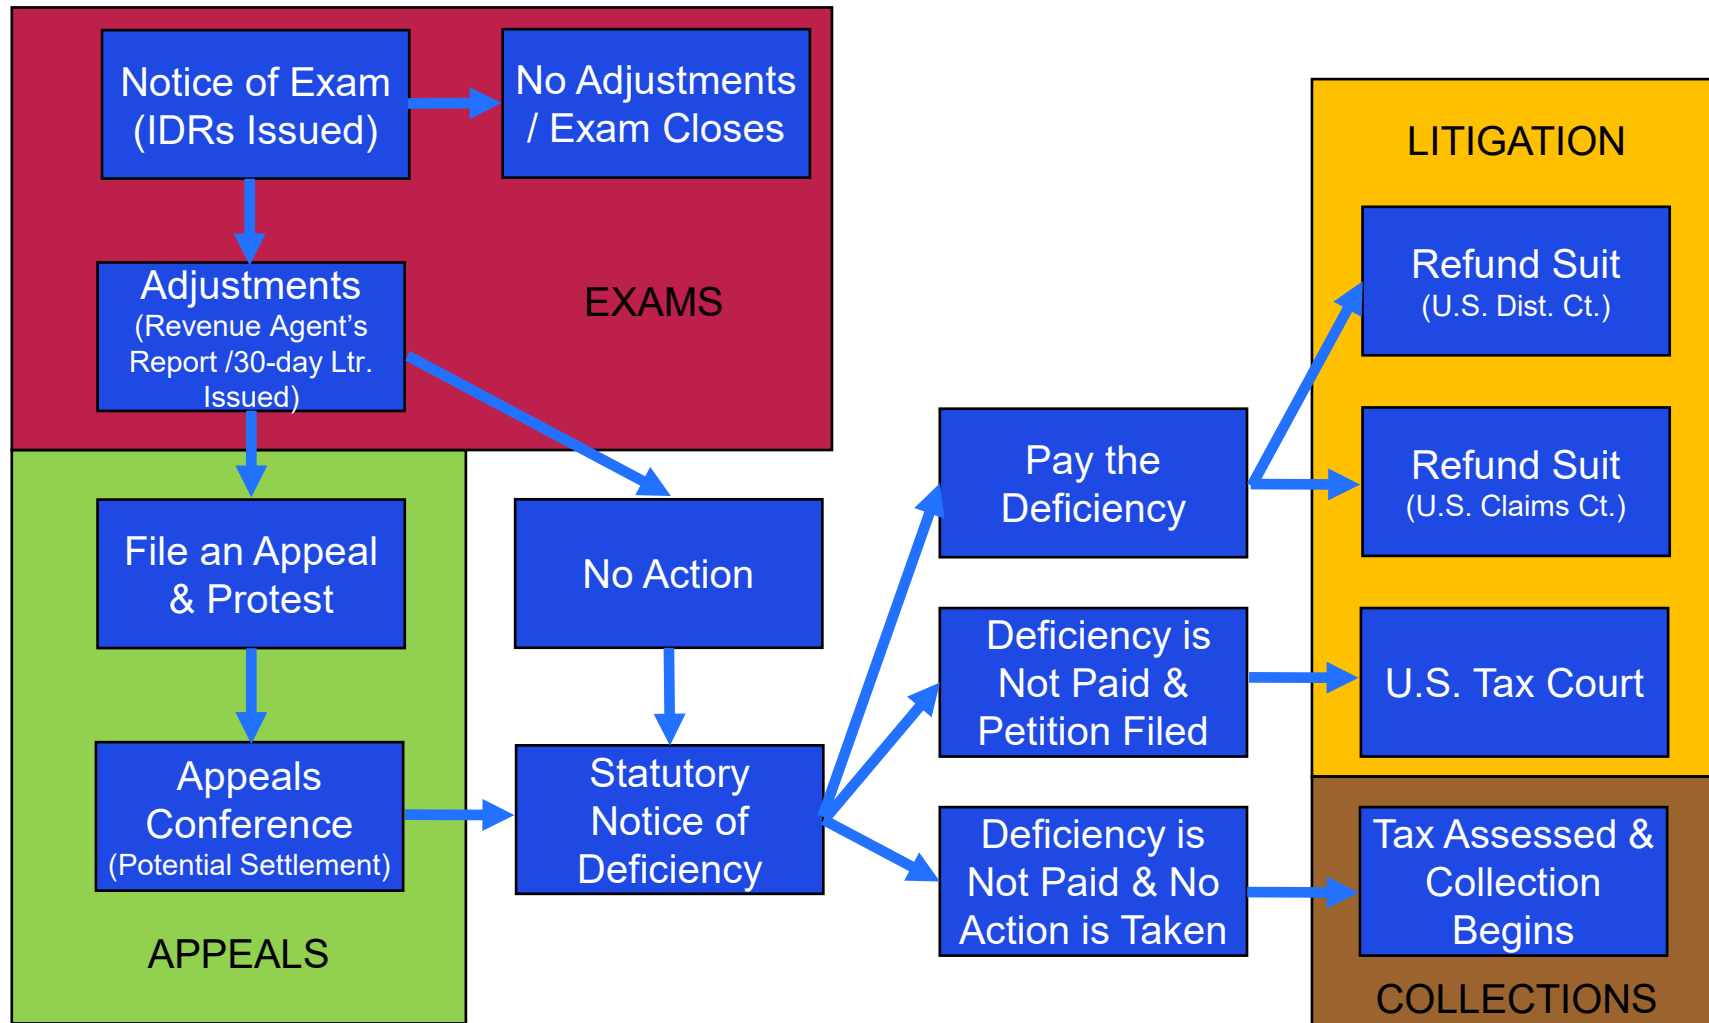 Notice of Exam
(IDRs Issued)
No Adjustments
/ Exam Closes
Adjustments
(Revenue Agent’s
Report /30-day Ltr.
Issued)
EXAMS
File an Appeal
& Protest
Appeals
Conference
(Potential Settlement)
APPEALS
No Action
Statutory
Notice of
Deficiency
Pay the
Deficiency
Deficiency is
Not Paid &
Petition Filed
Deficiency is
Not Paid & No
Action is Taken
LITIGATION
Refund Suit
(U.S. Dist. Ct.)
Refund Suit
(U.S. Claims Ct.)
U.S. Tax Court
Tax Assessed &
Collection
Begins
COLLECTIONS